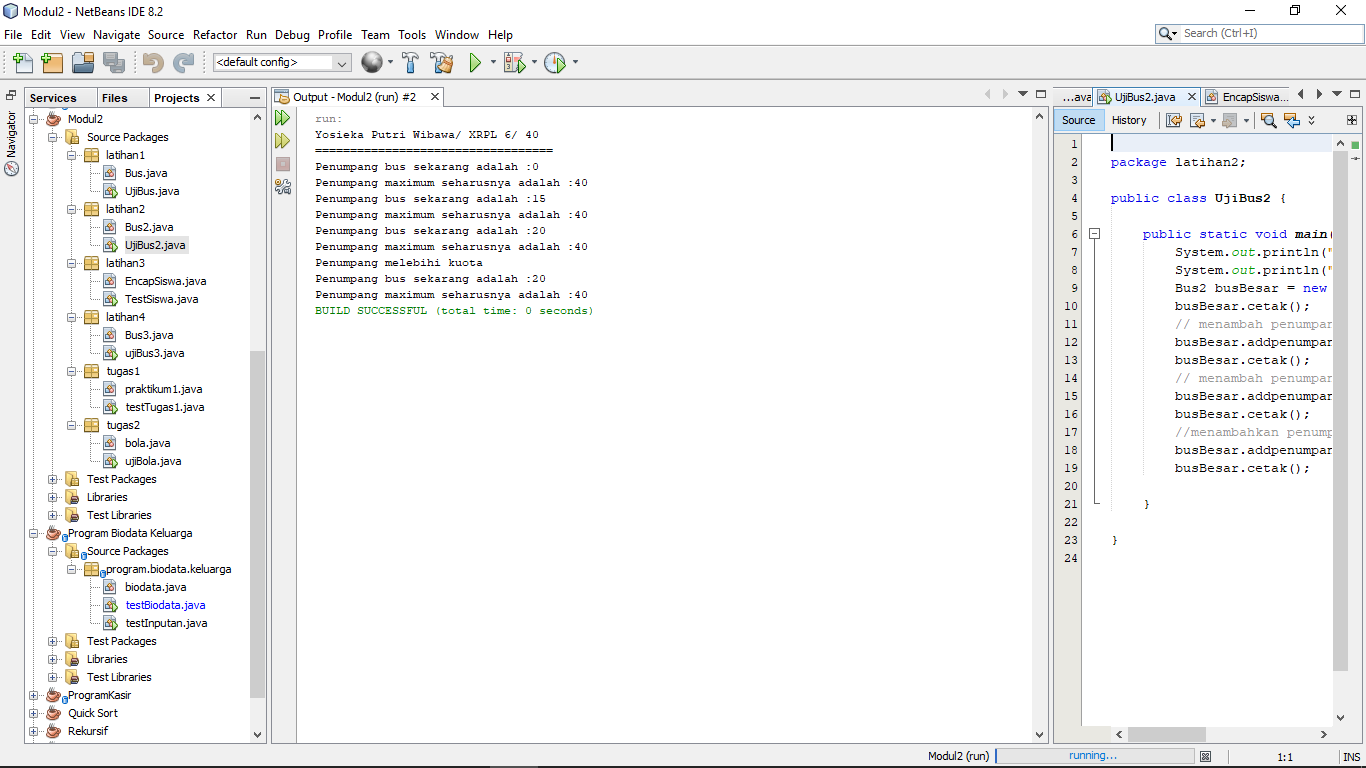 Modul2 - NetBeans IDE 8.2
File Edit View Navigate Source Refactor Run Debug Profile Team Tools Window Help
Search (Ctrl+I)
<default config>
Navigator
Services Files Projects
Modul2
Source Packages
latihan1
Bus.java
UjiBus.java
latihan2
Bus2.java
UjiBus2.java
latihan3
EncapSiswa.java
TestSiswa.java
latihan4
Bus3.java
ujiBus3.java
tugas1
praktikum1.java
testTugas1.java
tugas2
bola.java
ujiBola.java
Test Packages
Libraries
Test Libraries
Program Biodata Keluarga
Source Packages
program.biodata.keluarga
biodata.java
testBiodata.java
testInputan.java
Test Packages
Libraries
Test Libraries
ProgramKasir
Quick Sort
Rekursif
Output - Modul2 (run) #2
run:
Yosieka Putri Wibawa/ XRPL 6/ 40
==================================
Penumpang bus sekarang adalah :0
Penumpang maximum seharusnya adalah :40
Penumpang bus sekarang adalah :15
Penumpang maximum seharusnya adalah :40
Penumpang bus sekarang adalah :20
Penumpang maximum seharusnya adalah :40
Penumpang melebihi kuota
Penumpang bus sekarang adalah :20
Penumpang maximum seharusnya adalah :40
BUILD SUCCESSFUL (total time: 0 seconds)
...ava UjiBus2.java EncapSiswa...
Source History
1
2 package latihan2;
3
4 public class UjiBus2 {
5
6 public static void main(
7 System.out.println("
8 System.out.println("
9 Bus2 busBesar = new
10 busBesar.cetak();
11 // menambah penumpan
12 busBesar.addpenumpan
13 busBesar.cetak();
14 // menambah penumpan
15 busBesar.addpenumpan
16 busBesar.cetak();
17 //menambahkan penump
18 busBesar.addpenumpan
19 busBesar.cetak();
20
21 }
22
23 }
24
Modul2 (run) running... 1:1 INS